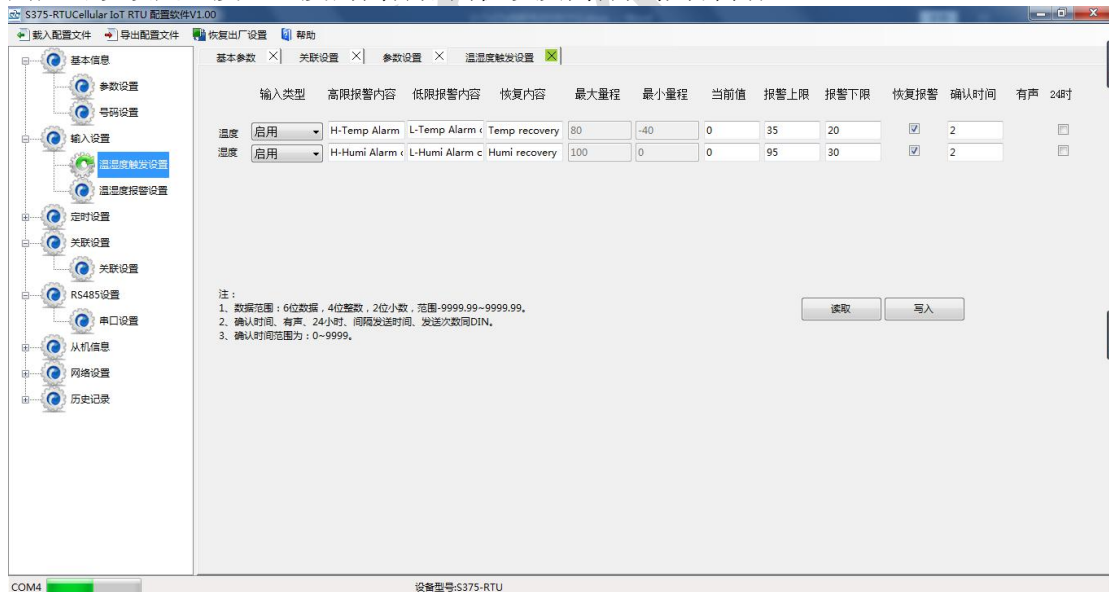 S375-RTUCellular IoT RTU 配置软件V1.00
载入配置文件 导出配置文件 恢复出厂设置 帮助
基本信息
参数设置
号码设置
输入设置
温湿度触发设置
温湿度报警设置
定时设置
关联设置
关联设置
RS485设置
串口设置
从机信息
网络设置
历史记录
基本参数 关联设置 参数设置 温湿度触发设置
输入类型 高限报警内容 低限报警内容 恢复内容 最大量程 最小量程 当前值 报警上限 报警下限 恢复报警 确认时间 有声 24时
温度 启用 H-Temp Alarm L-Temp Alarm c Temp recovery 80 -40 0 35 20 2
湿度 启用 H-Humi Alarm c L-Humi Alarm c Humi recovery 100 0 0 95 30 2
注:
1、数据范围:6位数据,4位整数,2位小数,范围-9999.99~9999.99。
2、确认时间、有声、24小时、间隔发送时间、发送次数同DIN。
3、确认时间范围为:0~9999。
读取 写入
COM4 设备型号:S375-RTU